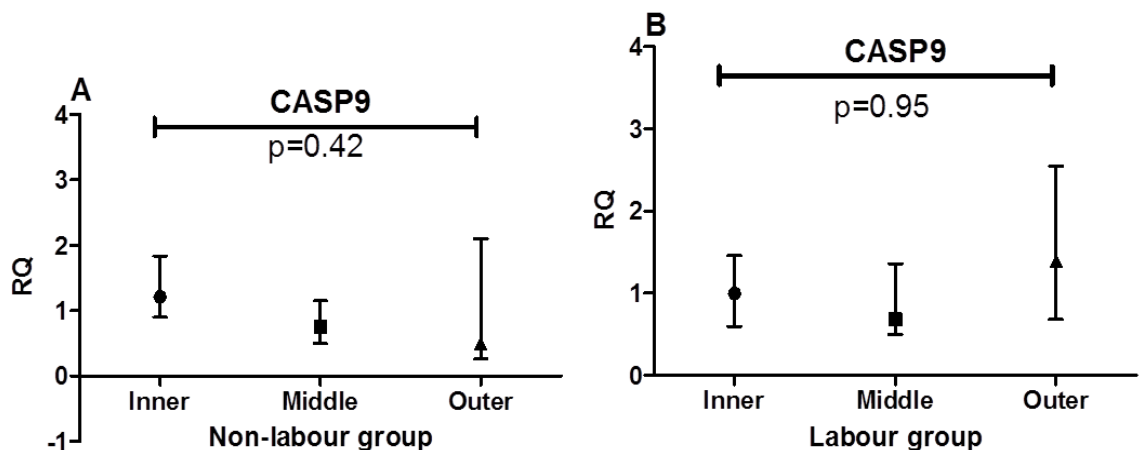 A
CASP9
p=0.42
4
3
2
1
0
-1
RQ
Inner Middle Outer
Non-labour group
B
CASP9
p=0.95
4
3
2
1
0
RQ
Inner Middle Outer
Labour group